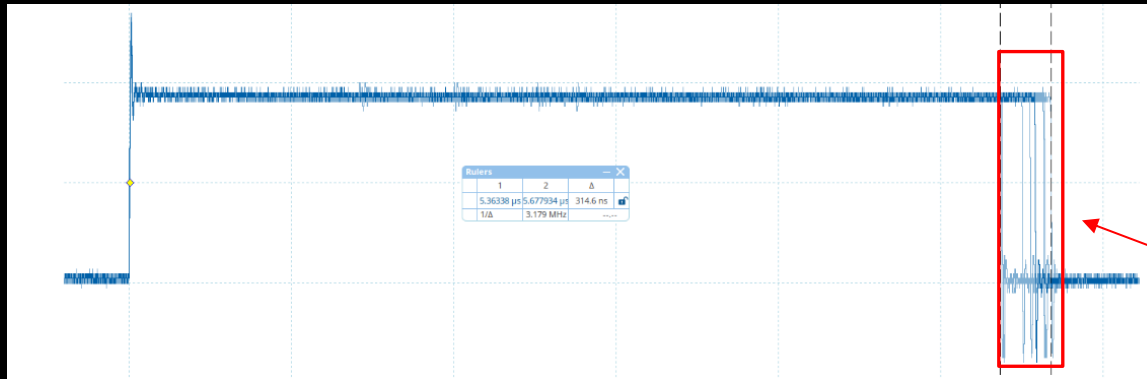 Rulers
1 2 Δ
5.36338 µs 5.677934 µs 314.6 ns
1/Δ 3.179 MHz --.--